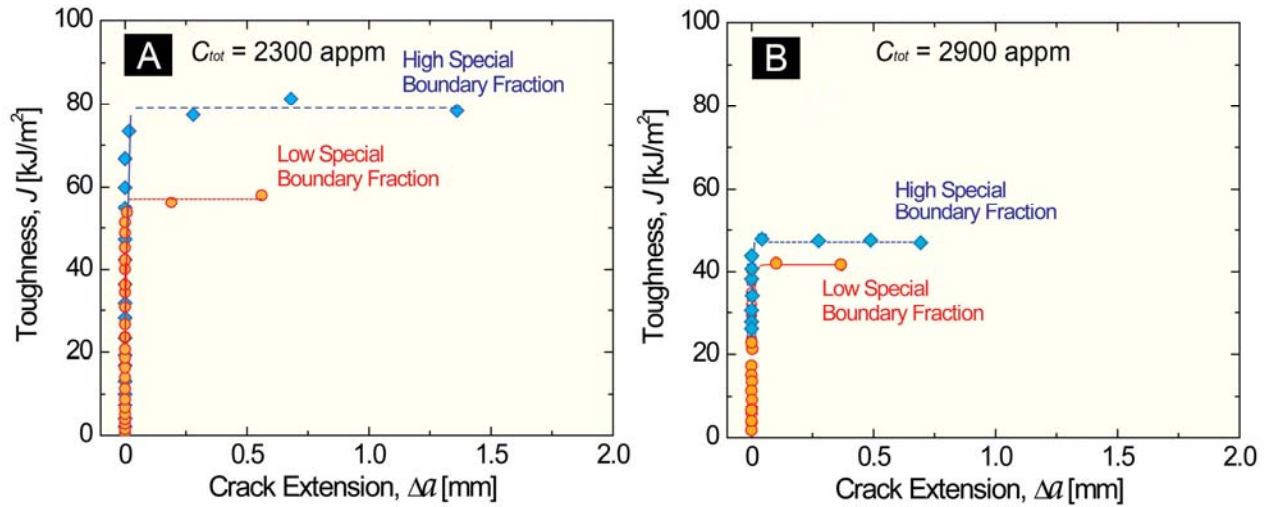 A
C_tot = 2300 appm
High Special
Boundary Fraction
Low Special
Boundary Fraction
100
80
60
40
20
0
Toughness, J [kJ/m²]
0
0.5
1.0
1.5
2.0
Crack Extension, Δa [mm]
B
C_tot = 2900 appm
High Special
Boundary Fraction
Low Special
Boundary Fraction
100
80
60
40
20
0
Toughness, J [kJ/m²]
0
0.5
1.0
1.5
2.0
Crack Extension, Δa [mm]